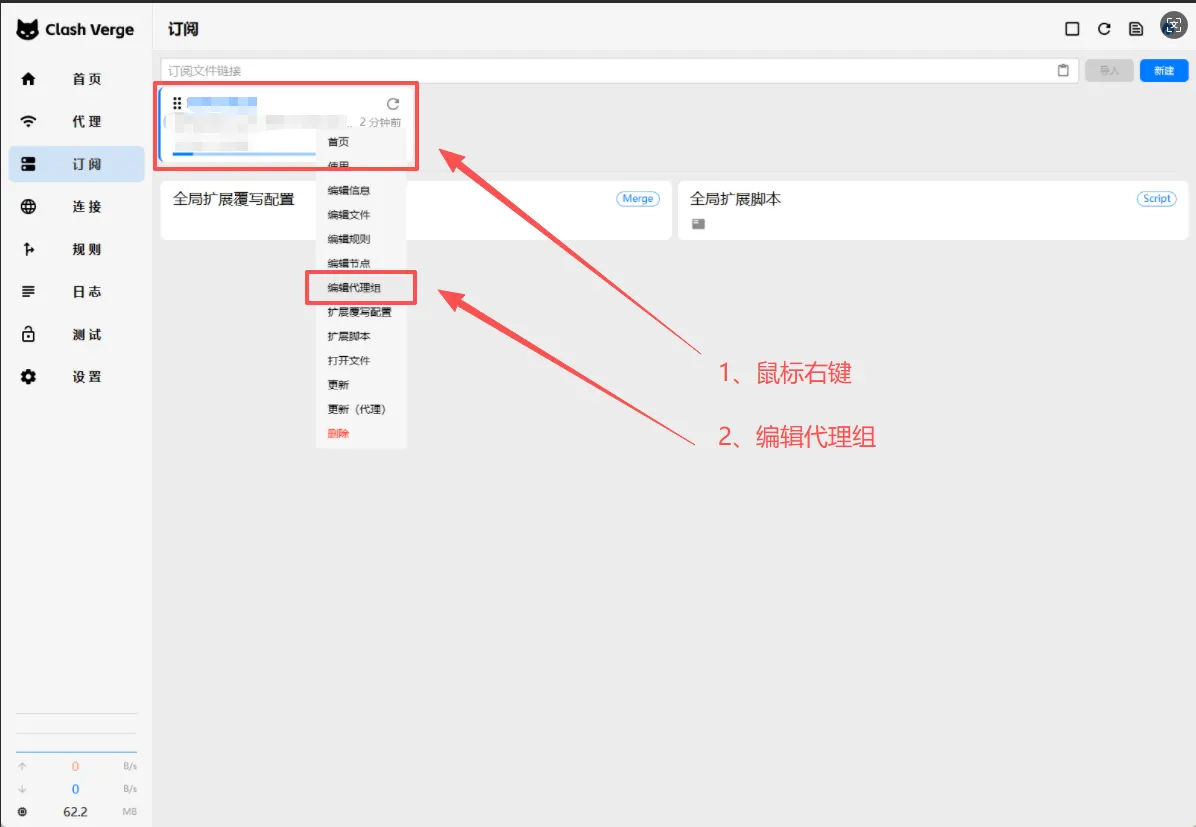 Clash Verge
订阅
首页
代理
订阅
连接
规则
日志
测试
设置
订阅文件链接
导入
新建
2 分钟前
首页
使用
编辑信息
编辑文件
编辑规则
编辑节点
编辑代理组
扩展覆写配置
扩展脚本
打开文件
更新
更新（代理）
删除
全局扩展覆写配置
Merge
全局扩展脚本
Script
1、鼠标右键
2、编辑代理组
0 B/s
0 B/s
62.2 MB